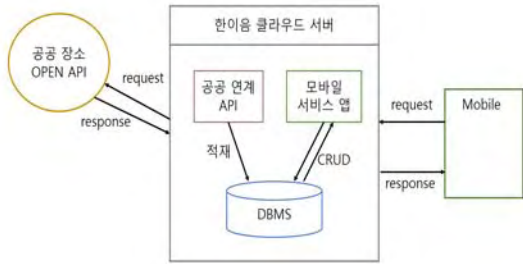 한이음 클라우드 서버
공공 장소
OPEN API
request
response
공공 연계
API
모바일
서비스 앱
적재
CRUD
DBMS
request
response
Mobile